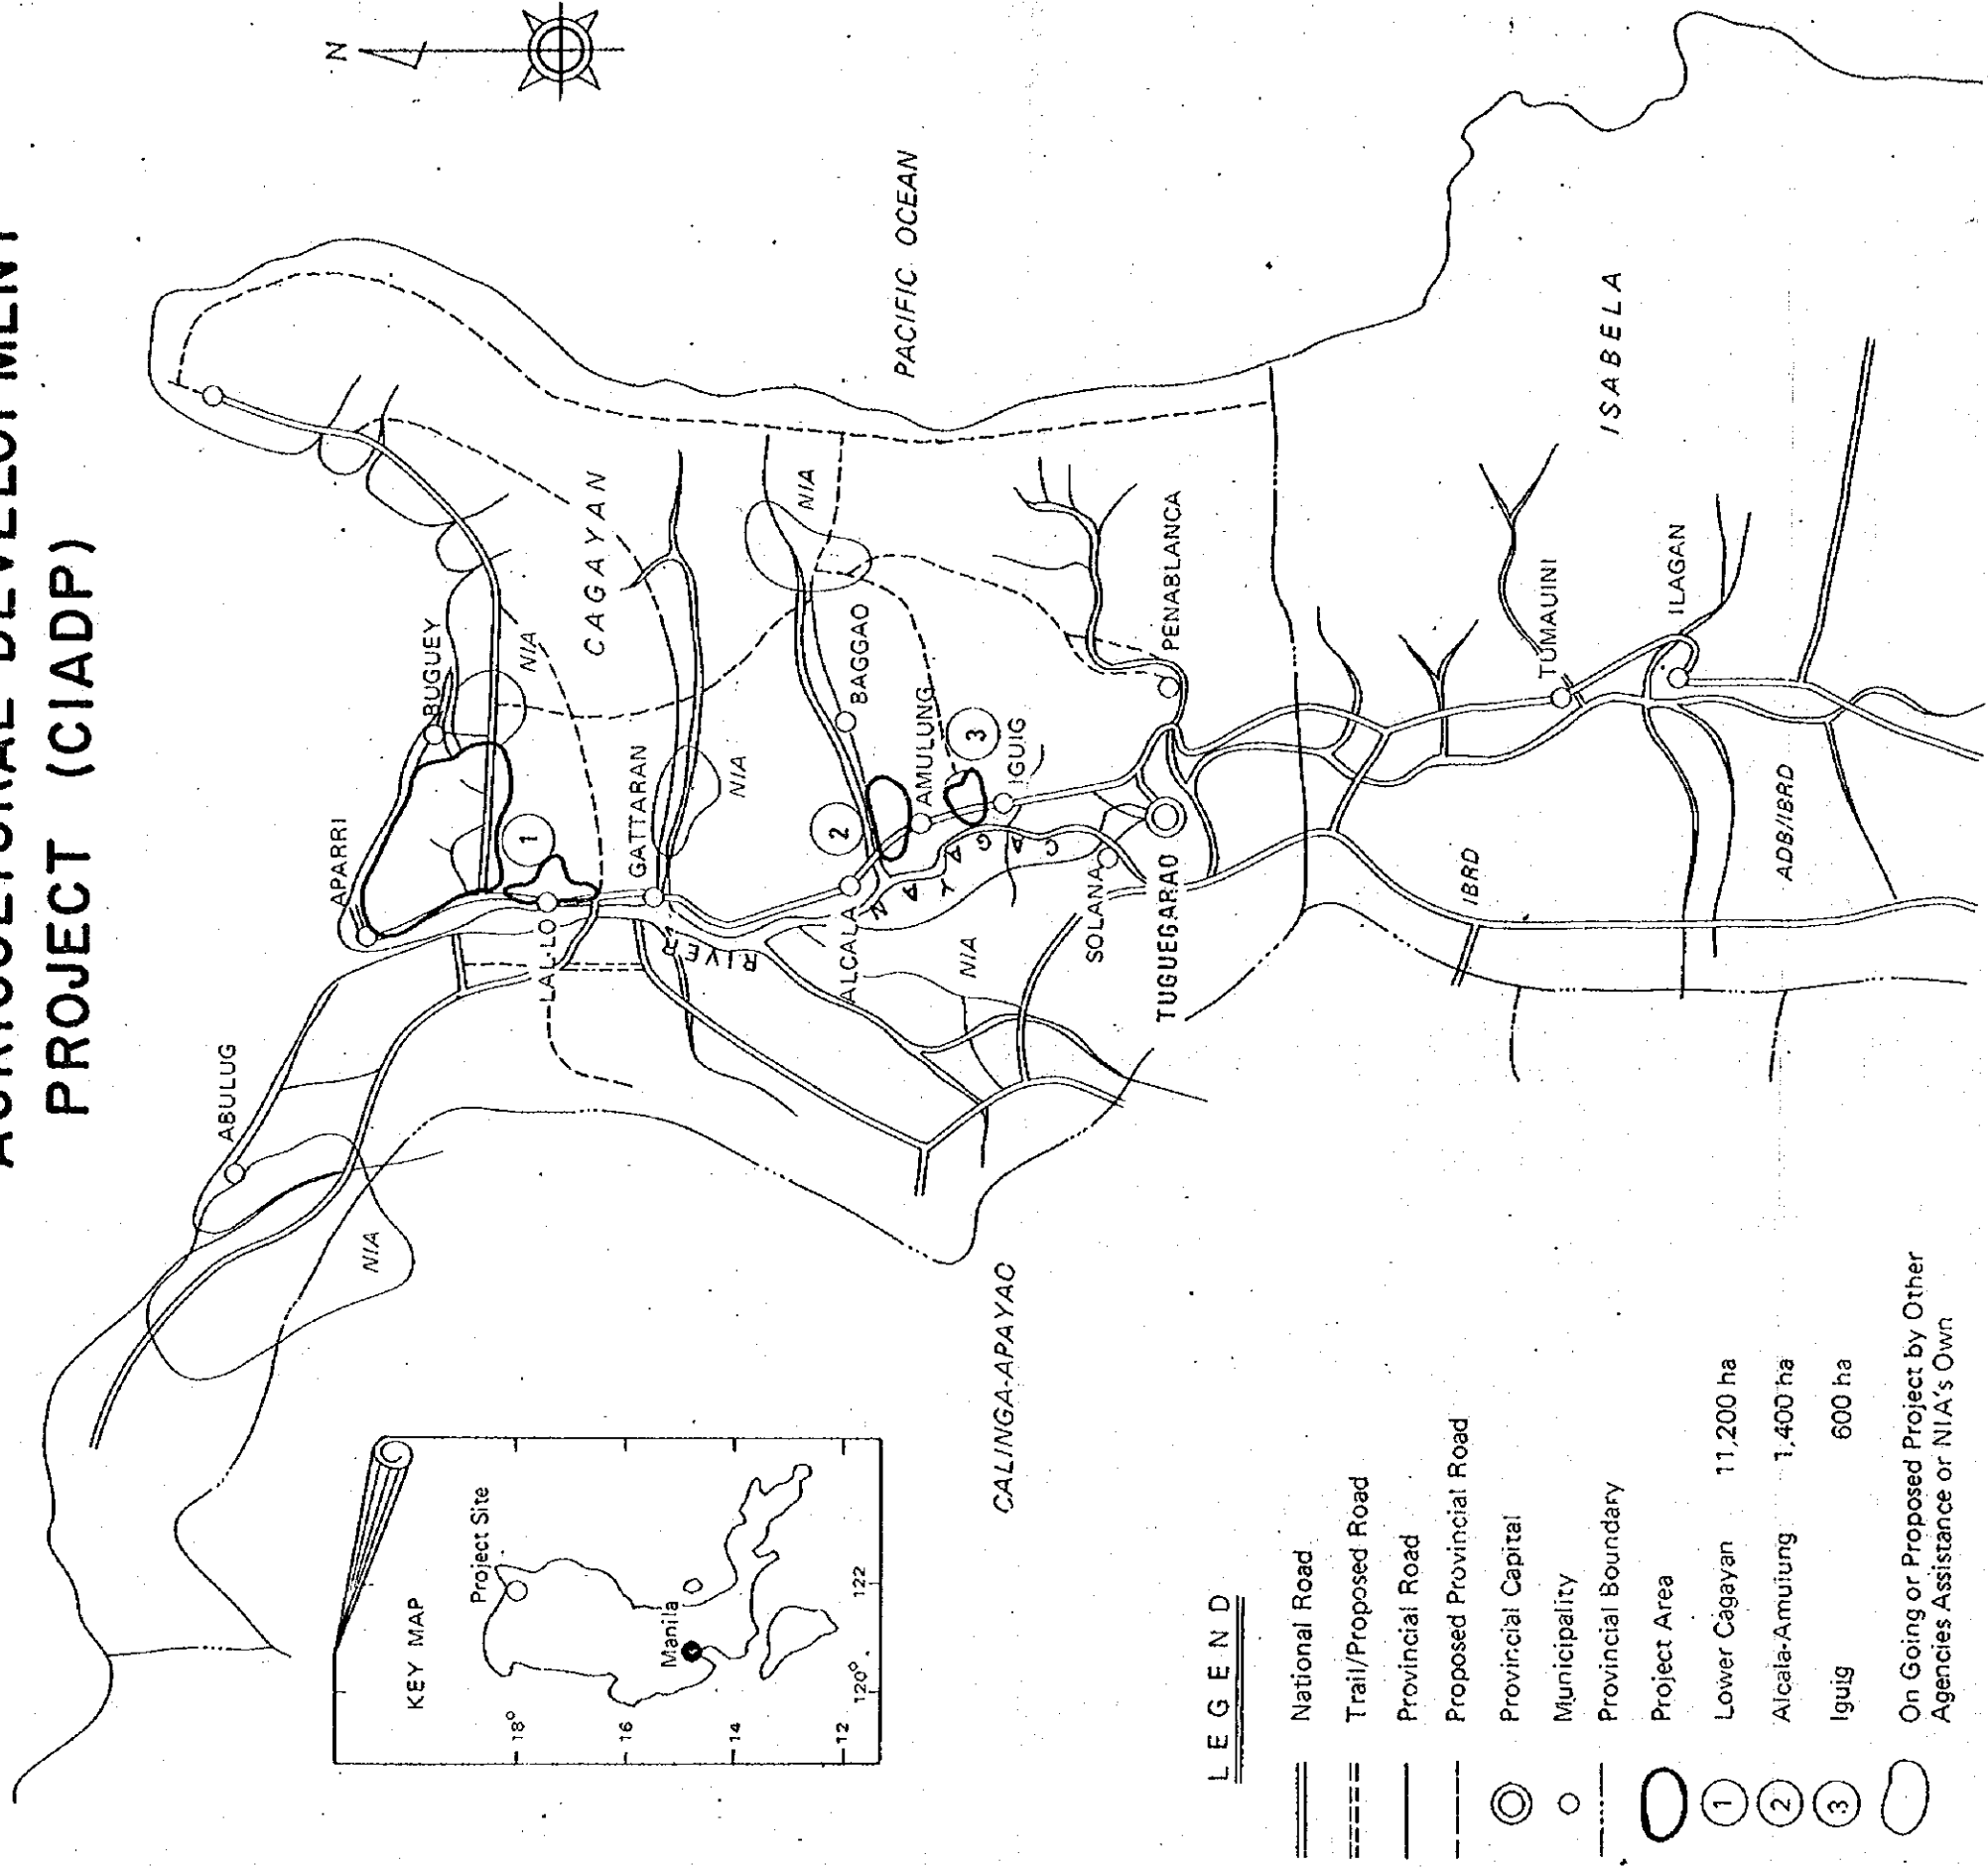 PROJECT (CIADP)
N
ABULUG
APARRI
BUGUEY
NIA
NIA
CAGAYAN
1
LAL-LO
GATTARAN
NIA
RIVER
NIA
PACIFIC OCEAN
BAGGAO
2
ALCALA
AMULUNG
3
IGUIG
NIA
SOLANA
PENABLANCA
TUGUEGARAO
CALINGA-APAYAO
ISABELA
TUMAUINI
ILAGAN
IBRD
ADB/IBRD
KEY MAP
Project Site
Manila
18°
16
14
12
120°
122
LEGEND
National Road
Trail/Proposed Road
Provincial Road
Proposed Provincial Road
Provincial Capital
Municipality
Provincial Boundary
Project Area
1 Lower Cagayan 11,200 ha
2 Alcala-Amulung 1,400 ha
3 Iguig 600 ha
On Going or Proposed Project by Other
Agencies Assistance or NIA's Own